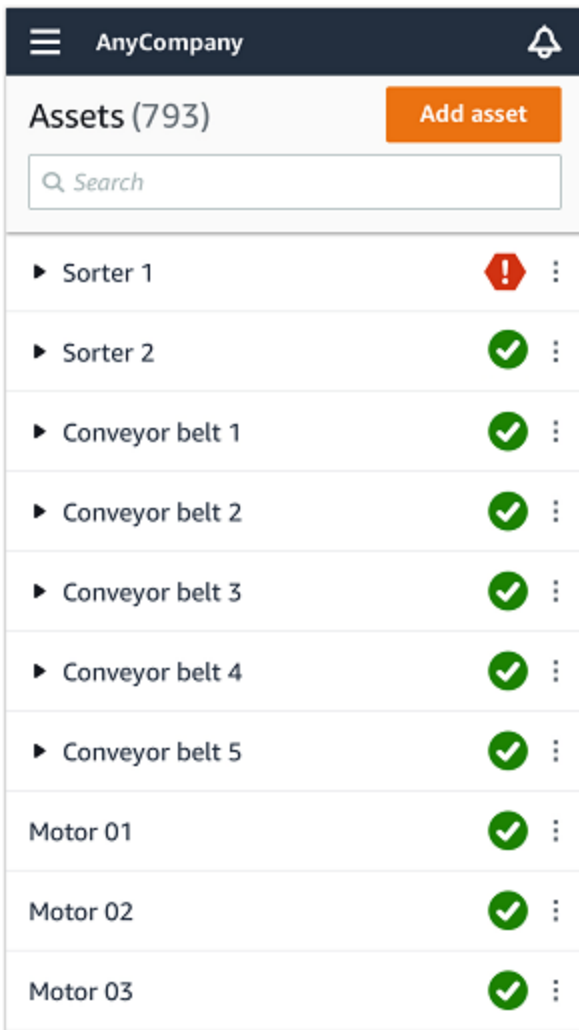 AnyCompany
Assets (793)
Add asset
Search
Sorter 1
Sorter 2
Conveyor belt 1
Conveyor belt 2
Conveyor belt 3
Conveyor belt 4
Conveyor belt 5
Motor 01
Motor 02
Motor 03